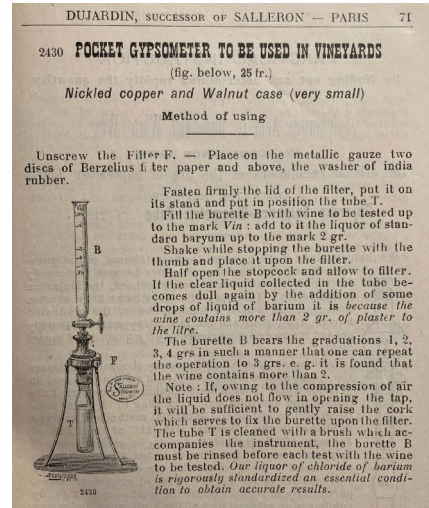 DUJARDIN, SUCCESSOR OF SALLERON — PARIS 71
2430 POCKET GYPSOMETER TO BE USED IN VINEYARDS
(fig. below, 25 fr.)
Nickled copper and Walnut case (very small)
Method of using
Unscrew the Filter F. — Place on the metallic gauze two
discs of Berzelius filter paper and above, the washer of india
rubber.
Fasten firmly the lid of the filter, put it on
its stand and put in position the tube T.
Fill the burette B with wine to be tested up
to the mark Vin : add to it the liquor of stan-
dard baryum up to the mark 2 gr.
Shake while stopping the burette with the
thumb and place it upon the filter.
Half open the stopcock and allow to filter.
If the clear liquid collected in the tube be-
comes dull again by the addition of some
drops of liquid of barium it is because the
wine coutains more than 2 gr. of plaster to
the litre.
The burette B bears the graduations 1, 2,
3, 4 grs in such a manner that one can repeat
the operation to 3 grs. e. g. it is found that
the wine contains more than 2.
Note : If, owing to the compression of air
the liquid does not flow in opening the tap,
it will be sufficient to gently raise the cork
which serves to fix the burette upon the filter.
The tube T is cleaned with a brush which ac-
companies the instrument, the burette B
must be rinsed before each test with the wine
to be tested. Our liquor of chloride of barium
is rigorously standardized an essential condi-
tion to obtain accurate results.
B
F
T
2430